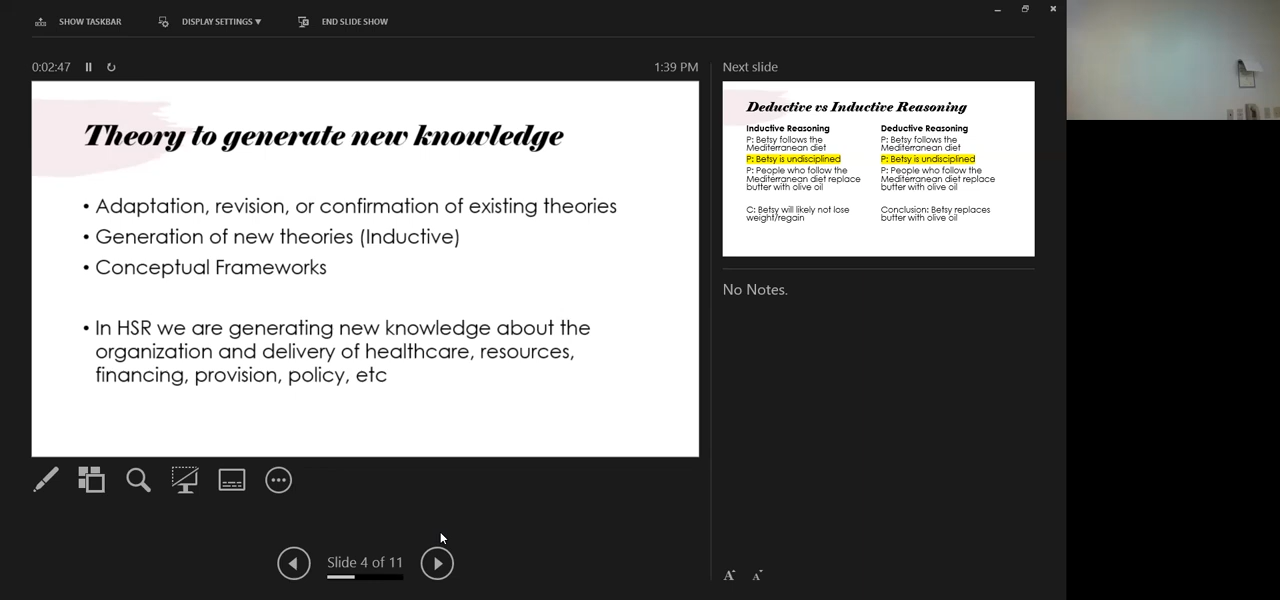 SHOW TASKBAR
DISPLAY SETTINGS ▼
END SLIDE SHOW
0:02:47
1:39 PM
Theory to generate new knowledge
• Adaptation, revision, or confirmation of existing theories
• Generation of new theories (Inductive)
• Conceptual Frameworks
• In HSR we are generating new knowledge about the
organization and delivery of healthcare, resources,
financing, provision, policy, etc
Slide 4 of 11
Next slide
Deductive vs Inductive Reasoning
Inductive Reasoning
P: Betsy follows the
Mediterranean diet
P: Betsy is undisciplined
P: People who follow the
Mediterranean diet replace
butter with olive oil
C: Betsy will likely not lose
weight/regain
Deductive Reasoning
P: Betsy follows the
Mediterranean diet
P: Betsy is undisciplined
P: People who follow the
Mediterranean diet replace
butter with olive oil
Conclusion: Betsy replaces
butter with olive oil
No Notes.
A A